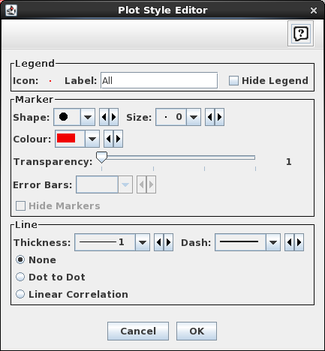 Plot Style Editor
Legend
Icon: Label: All Hide Legend
Marker
Shape: Size: 0
Colour:
Transparency: 1
Error Bars:
Hide Markers
Line
Thickness: 1 Dash:
None
Dot to Dot
Linear Correlation
Cancel OK